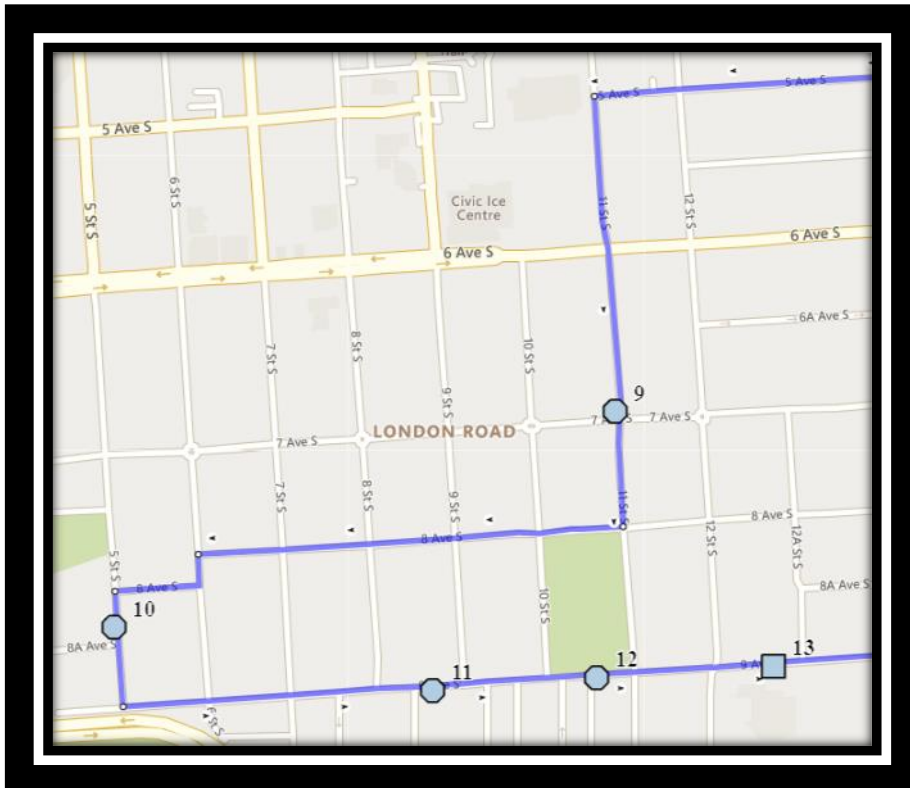 5 Ave S
5 Ave S
5 Ave S
5 St S
6 St S
Civic Ice
Centre
11 St S
12 St S
6 Ave S
6 Ave S
6A Ave S
7 St S
8 St S
10 St S
9 St S
9
7 Ave S
LONDON ROAD
7 Ave S
7 St S
8 St S
9 St S
11 St S
8 Ave S
8 Ave S
12 St S
12A St S
5 St S
8 Ave S
8A Ave S
10
10 St S
8A Ave S
11
12
13
6 St S